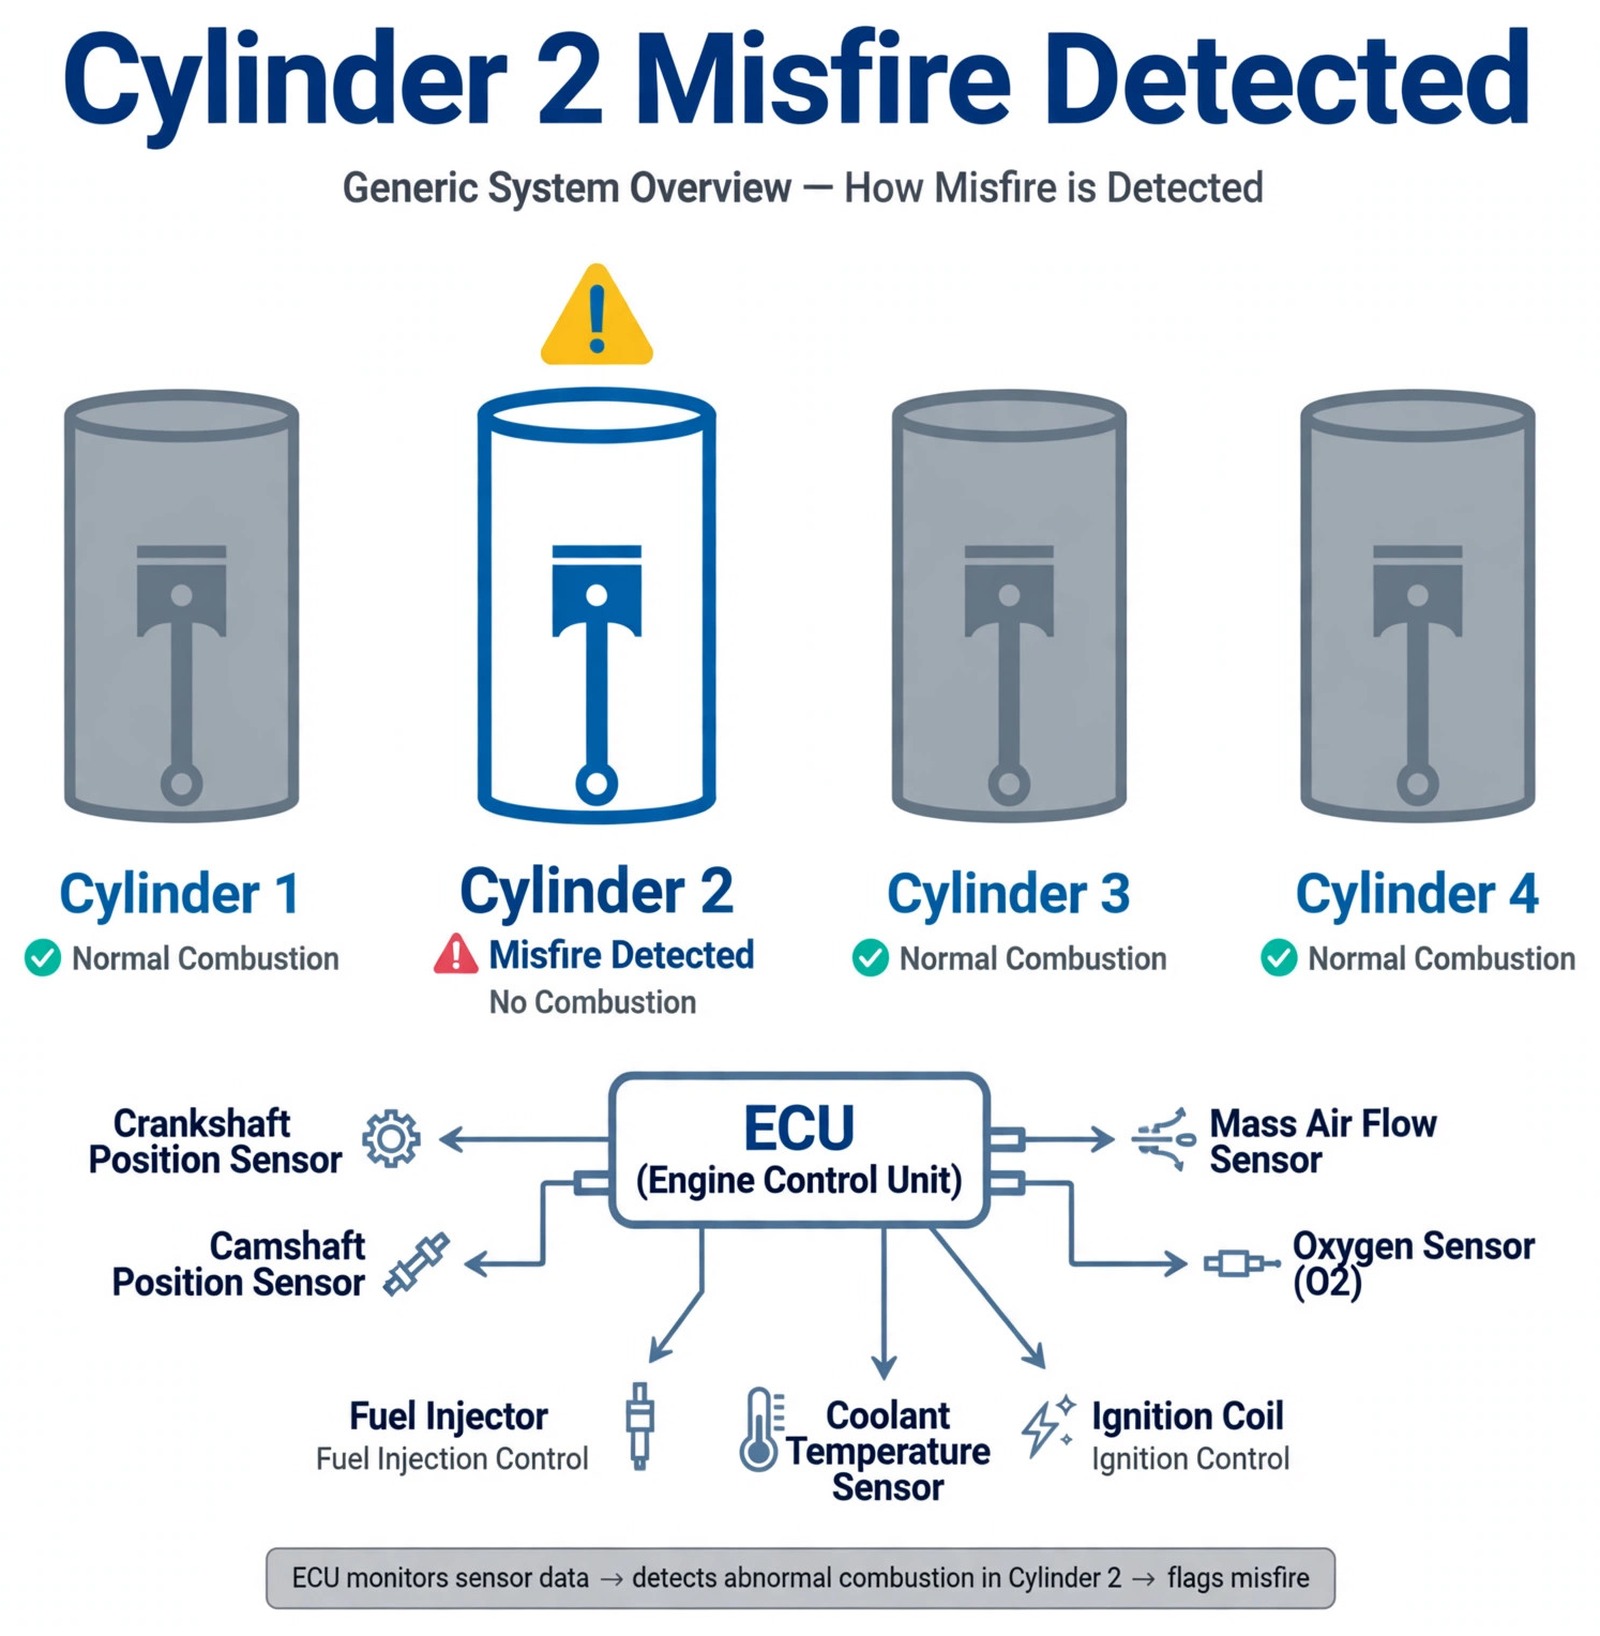 Cylinder 2 Misfire Detected
Generic System Overview — How Misfire is Detected
Cylinder 1
Normal Combustion
Cylinder 2
Misfire Detected
No Combustion
Cylinder 3
Normal Combustion
Cylinder 4
Normal Combustion
ECU
(Engine Control Unit)
Crankshaft
Position Sensor
Camshaft
Position Sensor
Mass Air Flow
Sensor
Oxygen Sensor
(O2)
Fuel Injector
Fuel Injection Control
Coolant
Temperature
Sensor
Ignition Coil
Ignition Control
ECU monitors sensor data → detects abnormal combustion in Cylinder 2 → flags misfire